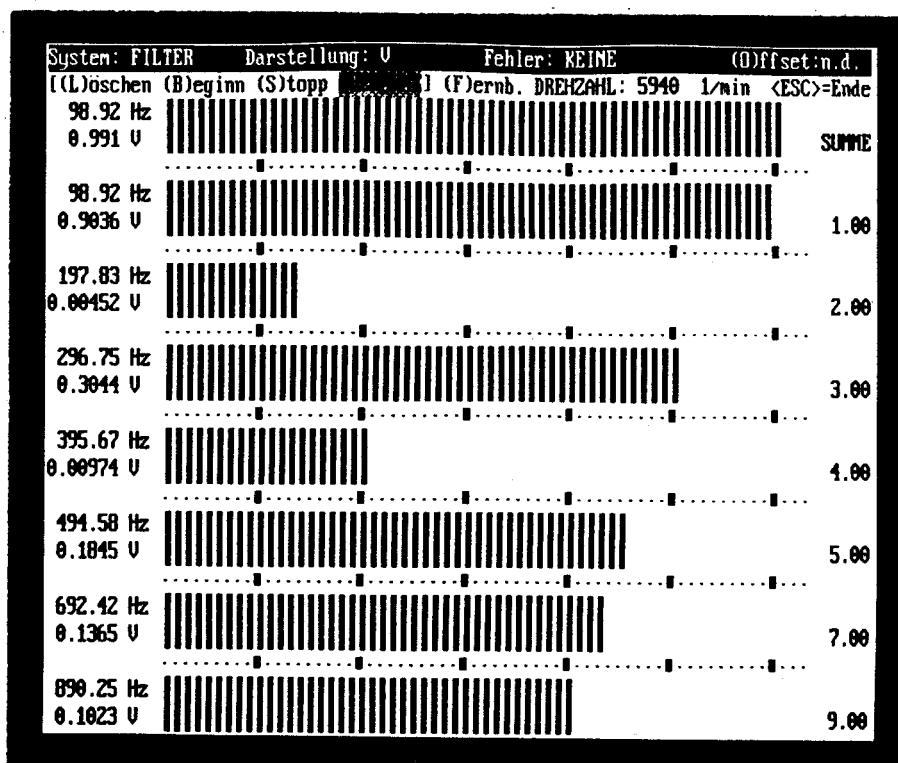 System: FILTER Darstellung: V Fehler: KEINE (O)ffset:n.d.
[(L)öschen (B)eginn (S)topp ] (F)ernb. DREHZAHL: 5940 1/min <ESC>=Ende
98.92 Hz
0.991 V SUMME
98.92 Hz
0.9036 V 1.00
197.83 Hz
0.00452 V 2.00
296.75 Hz
0.3044 V 3.00
395.67 Hz
0.00974 V 4.00
494.58 Hz
0.1845 V 5.00
692.42 Hz
0.1365 V 7.00
890.25 Hz
0.1023 V 9.00